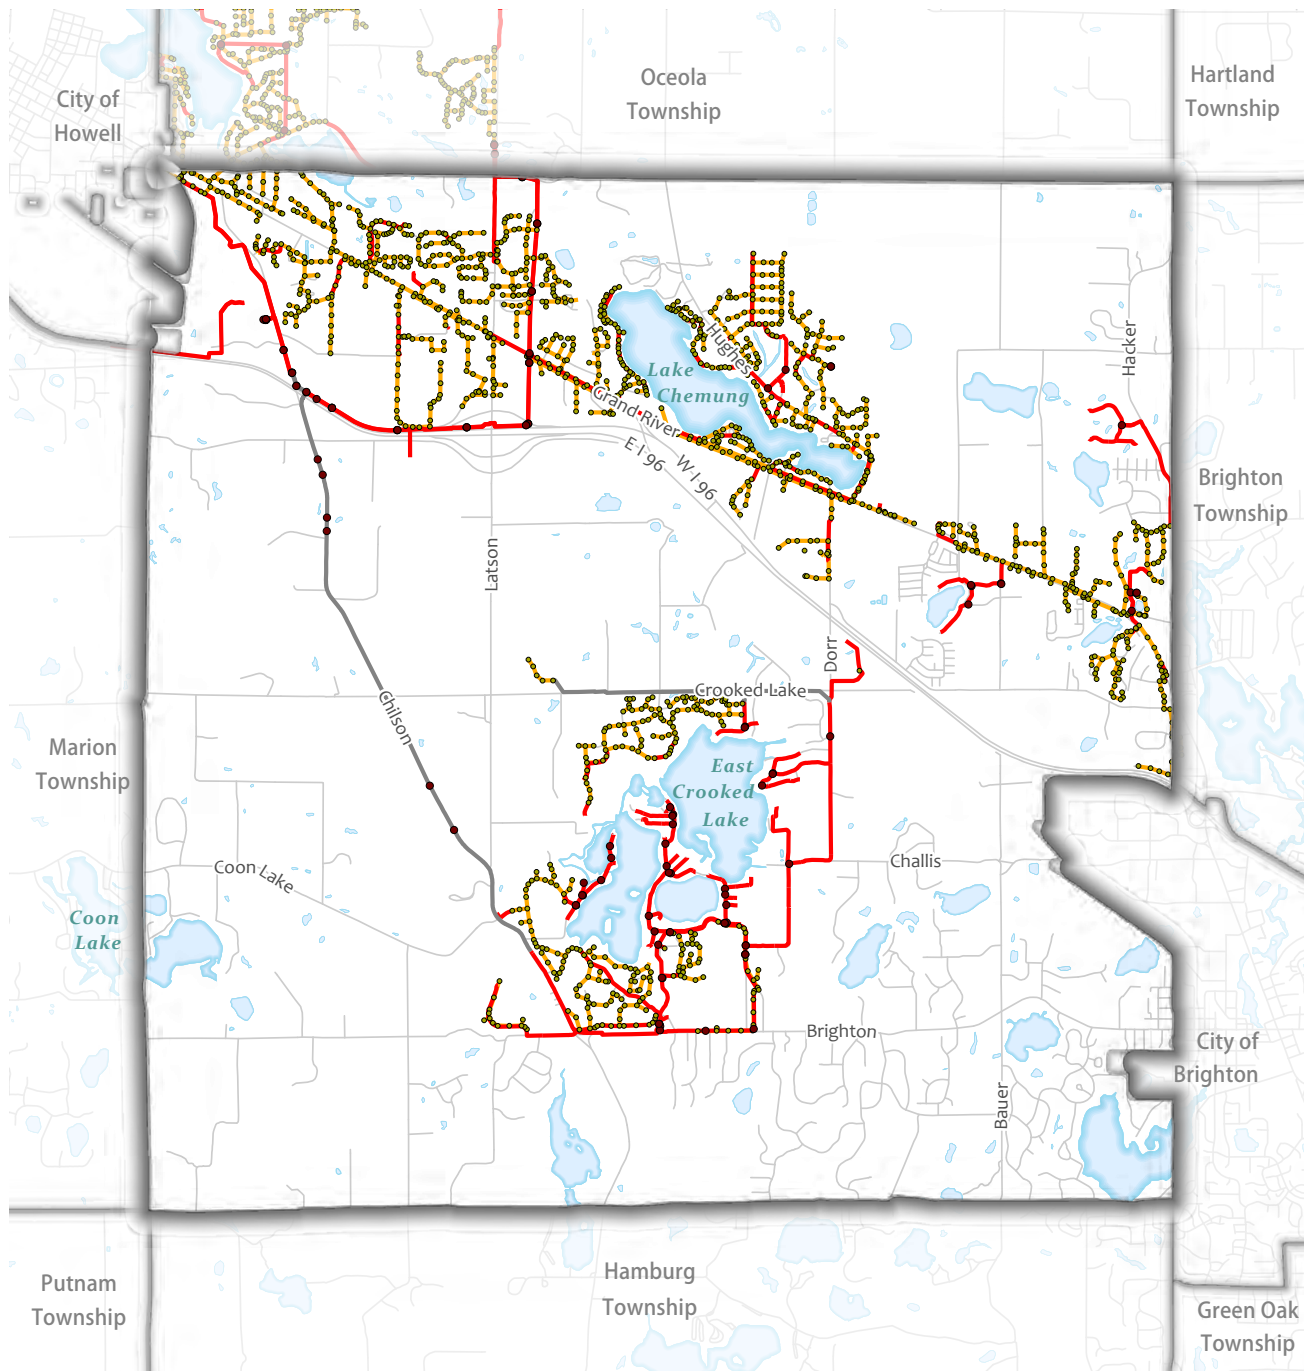 Oceola
Township
Hartland
Township
City of
Howell
Hacker
Hughes
Lake
Chemung
Grand River
E I 96
W I 96
Brighton
Township
Latson
Dorr
Crooked Lake
Chilson
Marion
Township
East
Crooked
Lake
Challis
Coon Lake
Coon
Lake
Brighton
City of
Brighton
Bauer
Putnam
Township
Hamburg
Township
Green Oak
Township